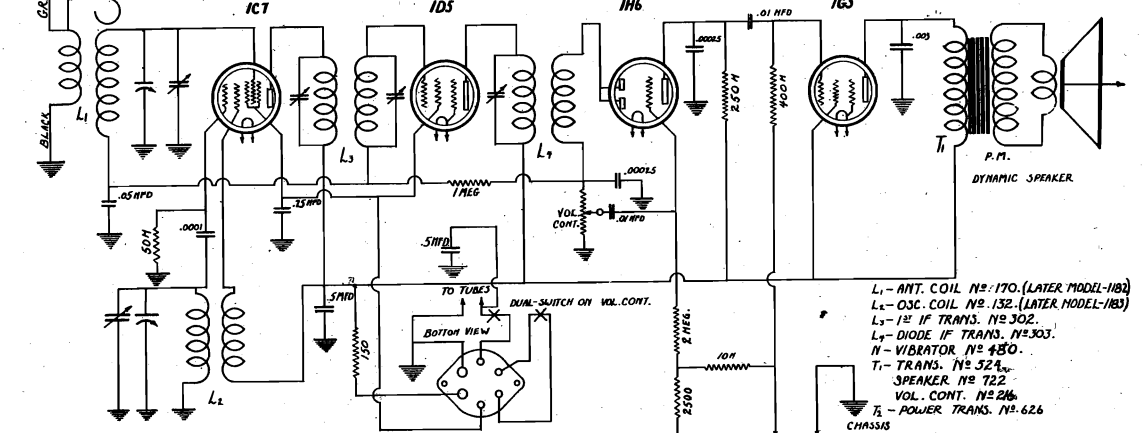 1C7
1D5
1H6
1G5
GR
BLACK
L1
L3
L4
.00025
.01 MFD
250M
400M
.003
T1
P.M.
DYNAMIC SPEAKER
.05 MFD
50M
.0001
.25 MFD
1 MEG
.00025
VOL.
CONT.
.01 MFD
.5 MFD
TO TUBES
DUAL-SWITCH ON VOL.CONT.
BOTTOM VIEW
.5 MFD
150
L2
2 MEG.
10M
2500
L1 - ANT. COIL Nº 170.(LATER MODEL-1182)
L2 - OSC. COIL Nº 132.(LATER MODEL-1183)
L3 - 1ST IF TRANS. Nº 302.
L4 - DIODE IF TRANS. Nº 303.
N - VIBRATOR Nº 480.
T1 - TRANS. Nº 524
SPEAKER Nº 722
VOL. CONT. Nº
T2 - POWER TRANS. Nº 626
CHASSIS